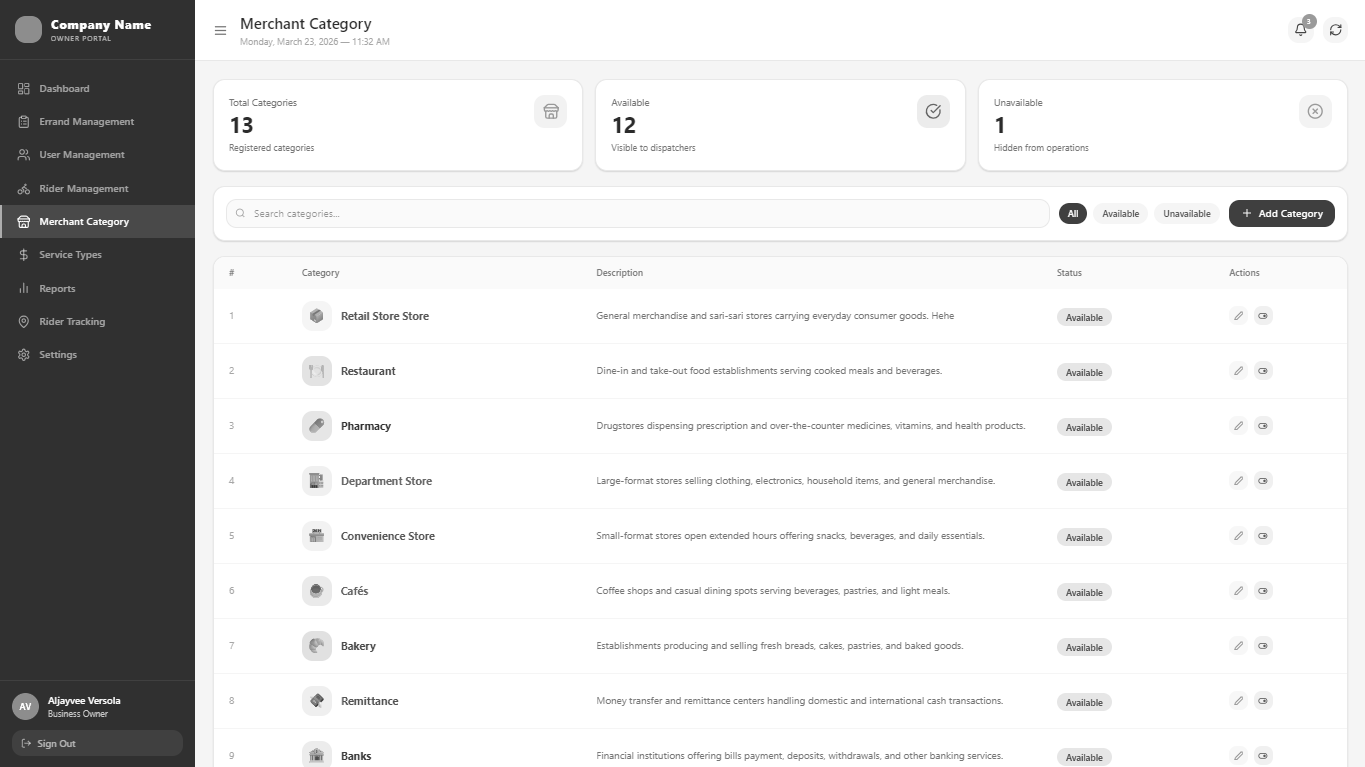 Company Name
OWNER PORTAL
Dashboard
Errand Management
User Management
Rider Management
Merchant Category
Service Types
Reports
Rider Tracking
Settings
AV
Aljayvee Versola
Business Owner
Sign Out
Merchant Category
Monday, March 23, 2026 — 11:32 AM
3
Total Categories
13
Registered categories
Available
12
Visible to dispatchers
Unavailable
1
Hidden from operations
Search categories...
All
Available
Unavailable
+ Add Category
# Category Description Status Actions
1 Retail Store Store General merchandise and sari-sari stores carrying everyday consumer goods. Hehe Available
2 Restaurant Dine-in and take-out food establishments serving cooked meals and beverages. Available
3 Pharmacy Drugstores dispensing prescription and over-the-counter medicines, vitamins, and health products. Available
4 Department Store Large-format stores selling clothing, electronics, household items, and general merchandise. Available
5 Convenience Store Small-format stores open extended hours offering snacks, beverages, and daily essentials. Available
6 Cafés Coffee shops and casual dining spots serving beverages, pastries, and light meals. Available
7 Bakery Establishments producing and selling fresh breads, cakes, pastries, and baked goods. Available
8 Remittance Money transfer and remittance centers handling domestic and international cash transactions. Available
9 Banks Financial institutions offering bills payment, deposits, withdrawals, and other banking services. Available